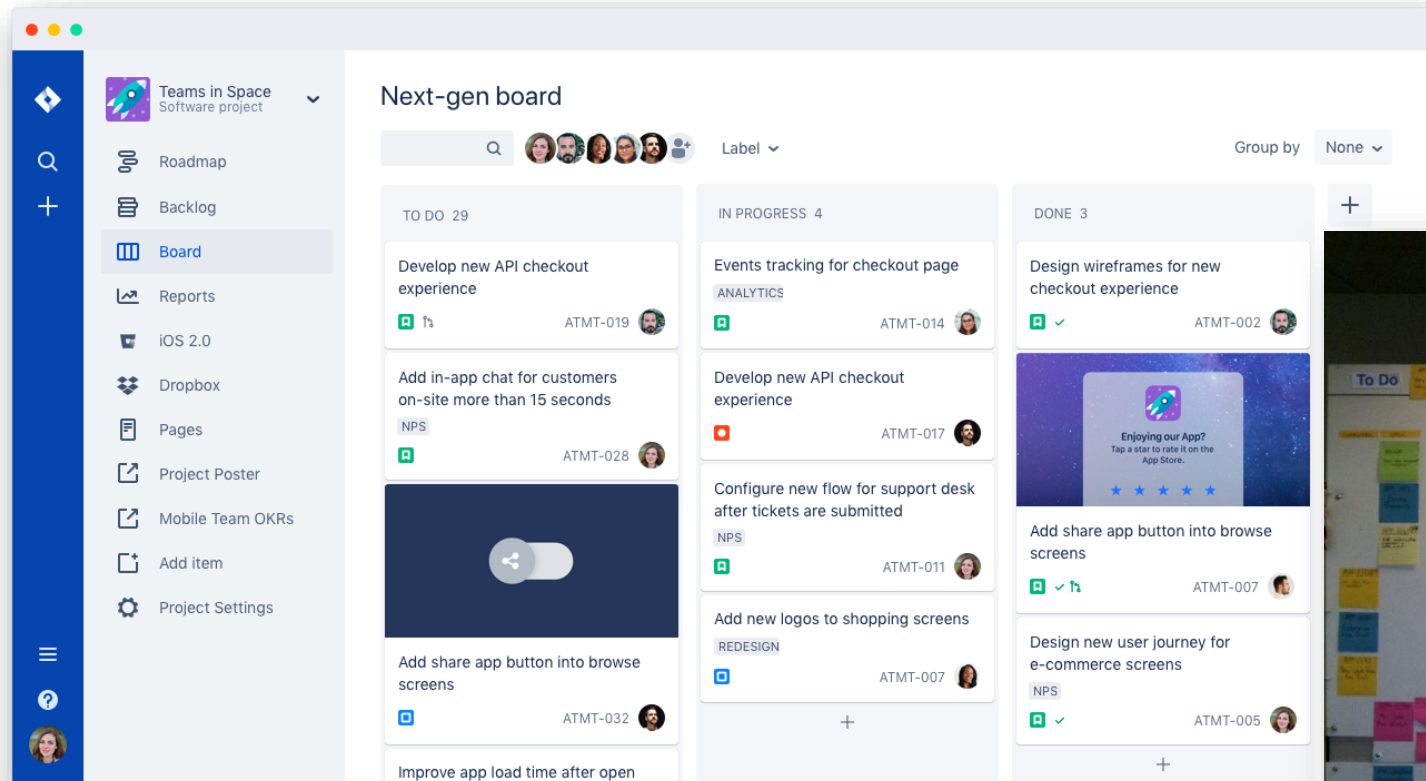 Teams in Space
Software project
Roadmap
Backlog
Board
Reports
iOS 2.0
Dropbox
Pages
Project Poster
Mobile Team OKRs
Add item
Project Settings
Next-gen board
Label
Group by
None
TO DO 29
Develop new API checkout
experience
ATMT-019
Add in-app chat for customers
on-site more than 15 seconds
NPS
ATMT-028
Add share app button into browse
screens
ATMT-032
Improve app load time after open
IN PROGRESS 4
Events tracking for checkout page
ANALYTICS
ATMT-014
Develop new API checkout
experience
ATMT-017
Configure new flow for support desk
after tickets are submitted
NPS
ATMT-011
Add new logos to shopping screens
REDESIGN
ATMT-007
DONE 3
Design wireframes for new
checkout experience
ATMT-002
Enjoying our App?
Tap a star to rate it on the
App Store.
Add share app button into browse
screens
ATMT-007
Design new user journey for
e-commerce screens
NPS
ATMT-005
To Do